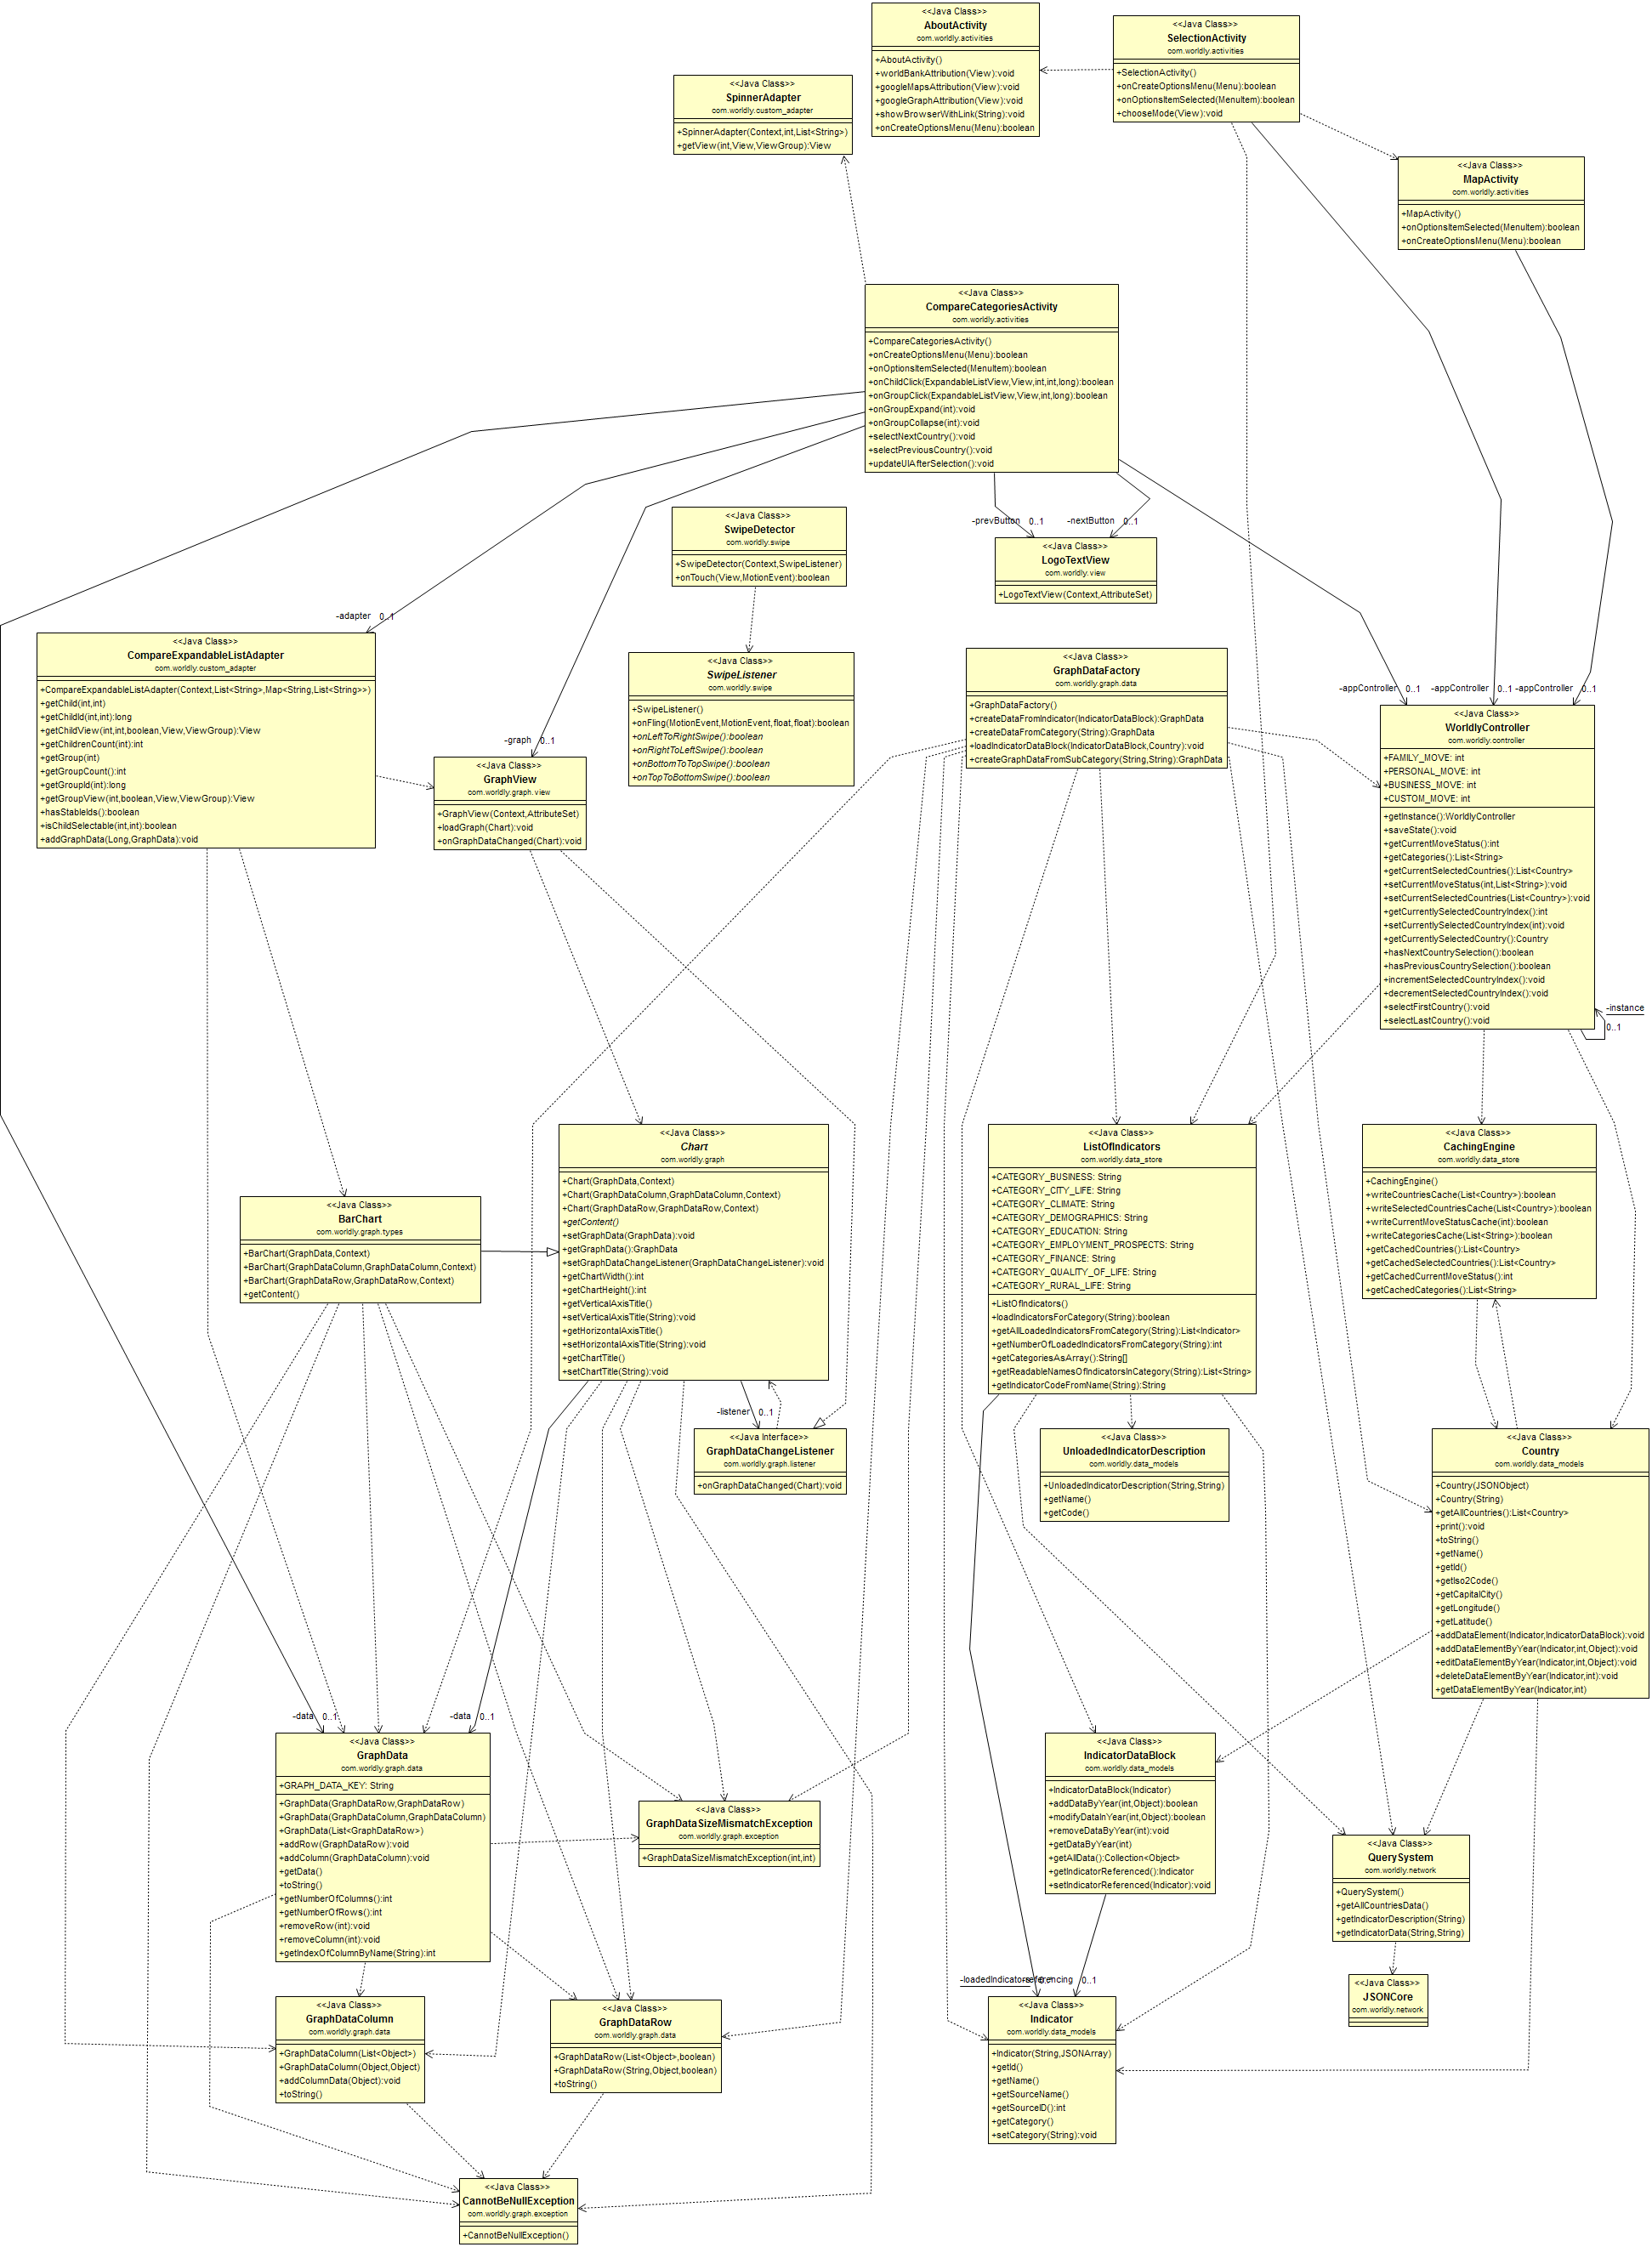 <<Java Class>>
AboutActivity
com.worldly.activities
+AboutActivity()
+worldBankAttribution(View):void
+googleMapsAttribution(View):void
+googleGraphAttribution(View):void
+showBrowserWithLink(String):void
+onCreateOptionsMenu(Menu):boolean
<<Java Class>>
SelectionActivity
com.worldly.activities
+SelectionActivity()
+onCreateOptionsMenu(Menu):boolean
+onOptionsItemSelected(MenuItem):boolean
+chooseMode(View):void
<<Java Class>>
SpinnerAdapter
com.worldly.custom_adapter
+SpinnerAdapter(Context,int,List<String>)
+getView(int,View,ViewGroup):View
<<Java Class>>
MapActivity
com.worldly.activities
+MapActivity()
+onOptionsItemSelected(MenuItem):boolean
+onCreateOptionsMenu(Menu):boolean
<<Java Class>>
CompareCategoriesActivity
com.worldly.activities
+CompareCategoriesActivity()
+onCreateOptionsMenu(Menu):boolean
+onOptionsItemSelected(MenuItem):boolean
+onChildClick(ExpandableListView,View,int,int,long):boolean
+onGroupClick(ExpandableListView,View,int,long):boolean
+onGroupExpand(int):void
+onGroupCollapse(int):void
+selectNextCountry():void
+selectPreviousCountry():void
+updateUIAfterSelection():void
<<Java Class>>
SwipeDetector
com.worldly.swipe
+SwipeDetector(Context,SwipeListener)
+onTouch(View,MotionEvent):boolean
-prevButton 0..1
-nextButton 0..1
<<Java Class>>
LogoTextView
com.worldly.view
+LogoTextView(Context,AttributeSet)
-adapter 0..1
<<Java Class>>
CompareExpandableListAdapter
com.worldly.custom_adapter
+CompareExpandableListAdapter(Context,List<String>,Map<String,List<String>>)
+getChild(int,int)
+getChildId(int,int):long
+getChildView(int,int,boolean,View,ViewGroup):View
+getChildrenCount(int):int
+getGroup(int)
+getGroupCount():int
+getGroupId(int):long
+getGroupView(int,boolean,View,ViewGroup):View
+hasStableIds():boolean
+isChildSelectable(int,int):boolean
+addGraphData(Long,GraphData):void
<<Java Class>>
SwipeListener
com.worldly.swipe
+SwipeListener()
+onFling(MotionEvent,MotionEvent,float,float):boolean
+onLeftToRightSwipe():boolean
+onRightToLeftSwipe():boolean
+onBottomToTopSwipe():boolean
+onTopToBottomSwipe():boolean
<<Java Class>>
GraphDataFactory
com.worldly.graph.data
+GraphDataFactory()
+createDataFromIndicator(IndicatorDataBlock):GraphData
+createDataFromCategory(String):GraphData
+loadIndicatorDataBlock(IndicatorDataBlock,Country):void
+createGraphDataFromSubCategory(String,String):GraphData
-appController 0..1
-appController 0..1
-appController 0..1
<<Java Class>>
WorldlyController
com.worldly.controller
+FAMILY_MOVE: int
+PERSONAL_MOVE: int
+BUSINESS_MOVE: int
+CUSTOM_MOVE: int
+getInstance():WorldlyController
+saveState():void
+getCurrentMoveStatus():int
+getCategories():List<String>
+getCurrentSelectedCountries():List<Country>
+setCurrentMoveStatus(int,List<String>):void
+setCurrentSelectedCountries(List<Country>):void
+getCurrentlySelectedCountryIndex():int
+setCurrentlySelectedCountryIndex(int):void
+getCurrentlySelectedCountry():Country
+hasNextCountrySelection():boolean
+hasPreviousCountrySelection():boolean
+incrementSelectedCountryIndex():void
+decrementSelectedCountryIndex():void
+selectFirstCountry():void
+selectLastCountry():void
-instance
0..1
-graph 0..1
<<Java Class>>
GraphView
com.worldly.graph.view
+GraphView(Context,AttributeSet)
+loadGraph(Chart):void
+onGraphDataChanged(Chart):void
<<Java Class>>
Chart
com.worldly.graph
+Chart(GraphData,Context)
+Chart(GraphDataColumn,GraphDataColumn,Context)
+Chart(GraphDataRow,GraphDataRow,Context)
+getContent()
+setGraphData(GraphData):void
+getGraphData():GraphData
+setGraphDataChangeListener(GraphDataChangeListener):void
+getChartWidth():int
+getChartHeight():int
+getVerticalAxisTitle()
+setVerticalAxisTitle(String):void
+getHorizontalAxisTitle()
+setHorizontalAxisTitle(String):void
+getChartTitle()
+setChartTitle(String):void
<<Java Class>>
ListOfIndicators
com.worldly.data_store
+CATEGORY_BUSINESS: String
+CATEGORY_CITY_LIFE: String
+CATEGORY_CLIMATE: String
+CATEGORY_DEMOGRAPHICS: String
+CATEGORY_EDUCATION: String
+CATEGORY_EMPLOYMENT_PROSPECTS: String
+CATEGORY_FINANCE: String
+CATEGORY_QUALITY_OF_LIFE: String
+CATEGORY_RURAL_LIFE: String
+ListOfIndicators()
+loadIndicatorsForCategory(String):boolean
+getAllLoadedIndicatorsFromCategory(String):List<Indicator>
+getNumberOfLoadedIndicatorsFromCategory(String):int
+getCategoriesAsArray():String[]
+getReadableNamesOfIndicatorsInCategory(String):List<String>
+getIndicatorCodeFromName(String):String
<<Java Class>>
CachingEngine
com.worldly.data_store
+CachingEngine()
+writeCountriesCache(List<Country>):boolean
+writeSelectedCountriesCache(List<Country>):boolean
+writeCurrentMoveStatusCache(int):boolean
+writeCategoriesCache(List<String>):boolean
+getCachedCountries():List<Country>
+getCachedSelectedCountries():List<Country>
+getCachedCurrentMoveStatus():int
+getCachedCategories():List<String>
<<Java Class>>
BarChart
com.worldly.graph.types
+BarChart(GraphData,Context)
+BarChart(GraphDataColumn,GraphDataColumn,Context)
+BarChart(GraphDataRow,GraphDataRow,Context)
+getContent()
-listener 0..1
<<Java Interface>>
GraphDataChangeListener
com.worldly.graph.listener
+onGraphDataChanged(Chart):void
<<Java Class>>
UnloadedIndicatorDescription
com.worldly.data_models
+UnloadedIndicatorDescription(String,String)
+getName()
+getCode()
<<Java Class>>
Country
com.worldly.data_models
+Country(JSONObject)
+Country(String)
+getAllCountries():List<Country>
+print():void
+toString()
+getName()
+getId()
+getIso2Code()
+getCapitalCity()
+getLongitude()
+getLatitude()
+addDataElement(Indicator,IndicatorDataBlock):void
+addDataElementByYear(Indicator,int,Object):void
+editDataElementByYear(Indicator,int,Object):void
+deleteDataElementByYear(Indicator,int):void
+getDataElementByYear(Indicator,int)
-data 0..1
-data 0..1
<<Java Class>>
GraphData
com.worldly.graph.data
+GRAPH_DATA_KEY: String
+GraphData(GraphDataRow,GraphDataRow)
+GraphData(GraphDataColumn,GraphDataColumn)
+GraphData(List<GraphDataRow>)
+addRow(GraphDataRow):void
+addColumn(GraphDataColumn):void
+getData()
+toString()
+getNumberOfColumns():int
+getNumberOfRows():int
+removeRow(int):void
+removeColumn(int):void
+getIndexOfColumnByName(String):int
<<Java Class>>
GraphDataSizeMismatchException
com.worldly.graph.exception
+GraphDataSizeMismatchException(int,int)
<<Java Class>>
IndicatorDataBlock
com.worldly.data_models
+IndicatorDataBlock(Indicator)
+addDataByYear(int,Object):boolean
+modifyDataInYear(int,Object):boolean
+removeDataByYear(int):void
+getDataByYear(int)
+getAllData():Collection<Object>
+getIndicatorReferenced():Indicator
+setIndicatorReferenced(Indicator):void
<<Java Class>>
QuerySystem
com.worldly.network
+QuerySystem()
+getAllCountriesData()
+getIndicatorDescription(String)
+getIndicatorData(String,String)
<<Java Class>>
JSONCore
com.worldly.network
<<Java Class>>
GraphDataColumn
com.worldly.graph.data
+GraphDataColumn(List<Object>)
+GraphDataColumn(Object,Object)
+addColumnData(Object):void
+toString()
<<Java Class>>
GraphDataRow
com.worldly.graph.data
+GraphDataRow(List<Object>,boolean)
+GraphDataRow(String,Object,boolean)
+toString()
0..1
<<Java Class>>
Indicator
com.worldly.data_models
+Indicator(String,JSONArray)
+getId()
+getName()
+getSourceName()
+getSourceID():int
+getCategory()
+setCategory(String):void
<<Java Class>>
CannotBeNullException
com.worldly.graph.exception
+CannotBeNullException()